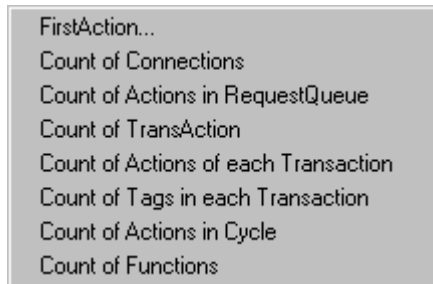 FirstAction...
Count of Connections
Count of Actions in RequestQueue
Count of TransAction
Count of Actions of each Transaction
Count of Tags in each Transaction
Count of Actions in Cycle
Count of Functions